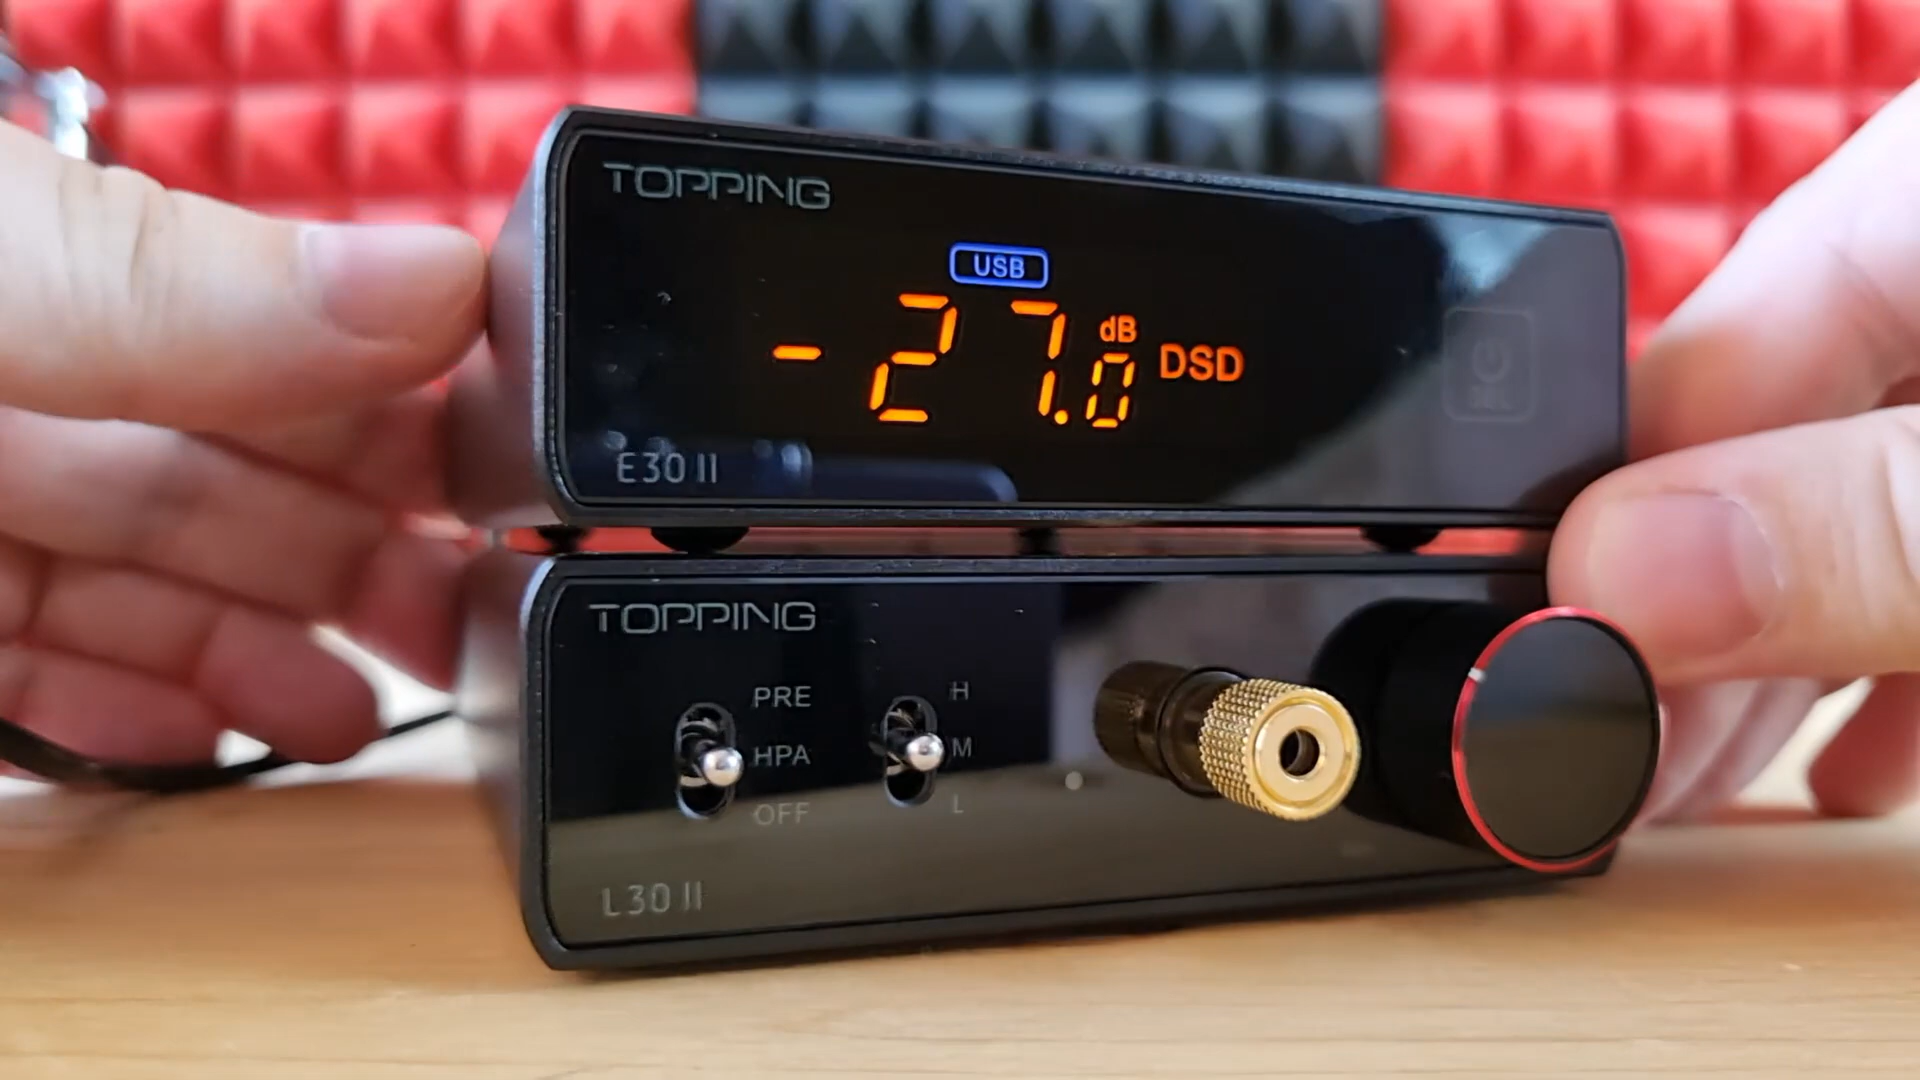 TOPPING
USB
-27.0 dB DSD
E30 II
TOPPING
PRE
HPA
OFF
H
M
L
L30 II